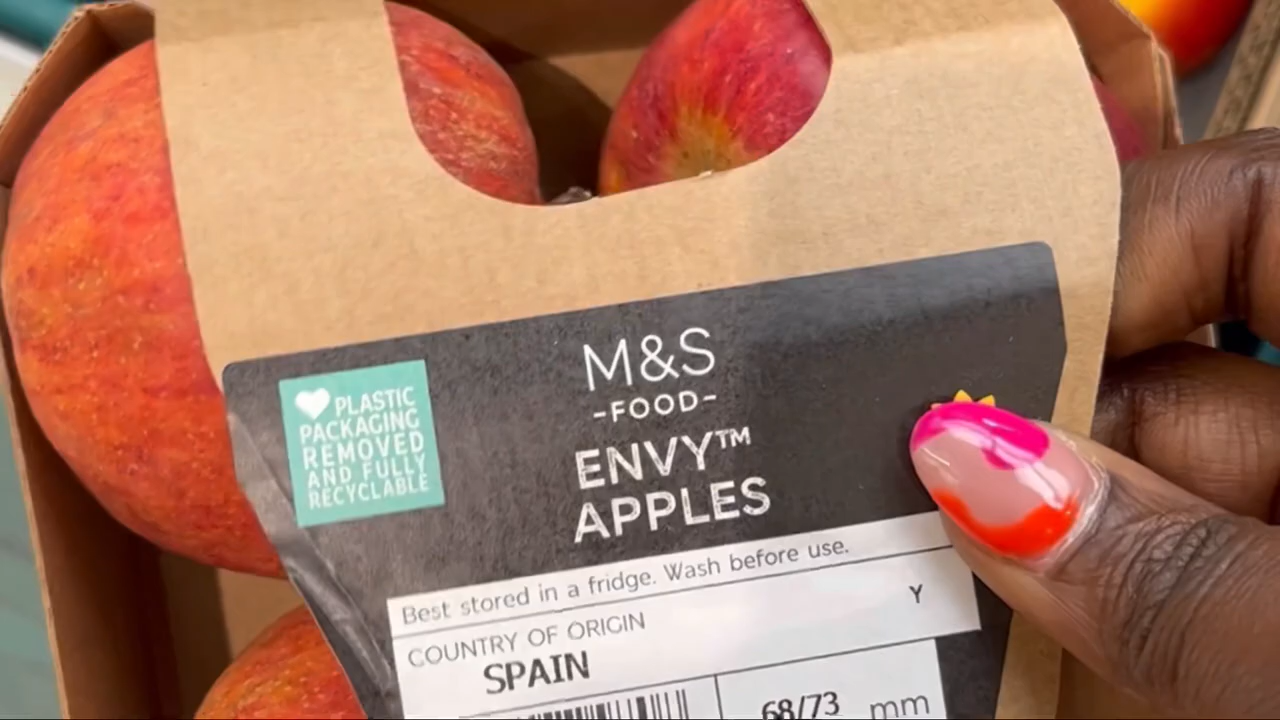 PLASTIC
PACKAGING
REMOVED
AND FULLY
RECYCLABLE
M&S
-FOOD-
ENVY™
APPLES
Best stored in a fridge. Wash before use.
COUNTRY OF ORIGIN
Y
SPAIN
68/73 mm